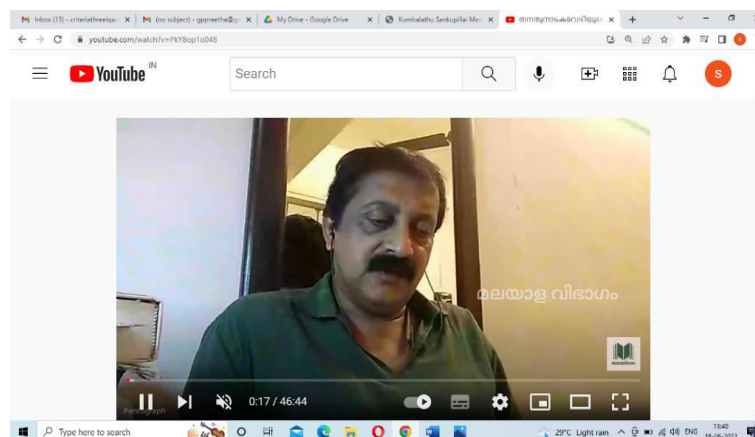 Inbox (13) - criteriathreeiqac
(no subject) - gppreetha@g
My Drive - Google Drive
Kumbalathu Sankupillai Mem
youtube.com/watch?v=PkY8op1o048
YouTube IN
Search
S
മലയാള വിഭാഗം
0:17 / 46:44
Type here to search
29°C Light rain
ENG
13:40